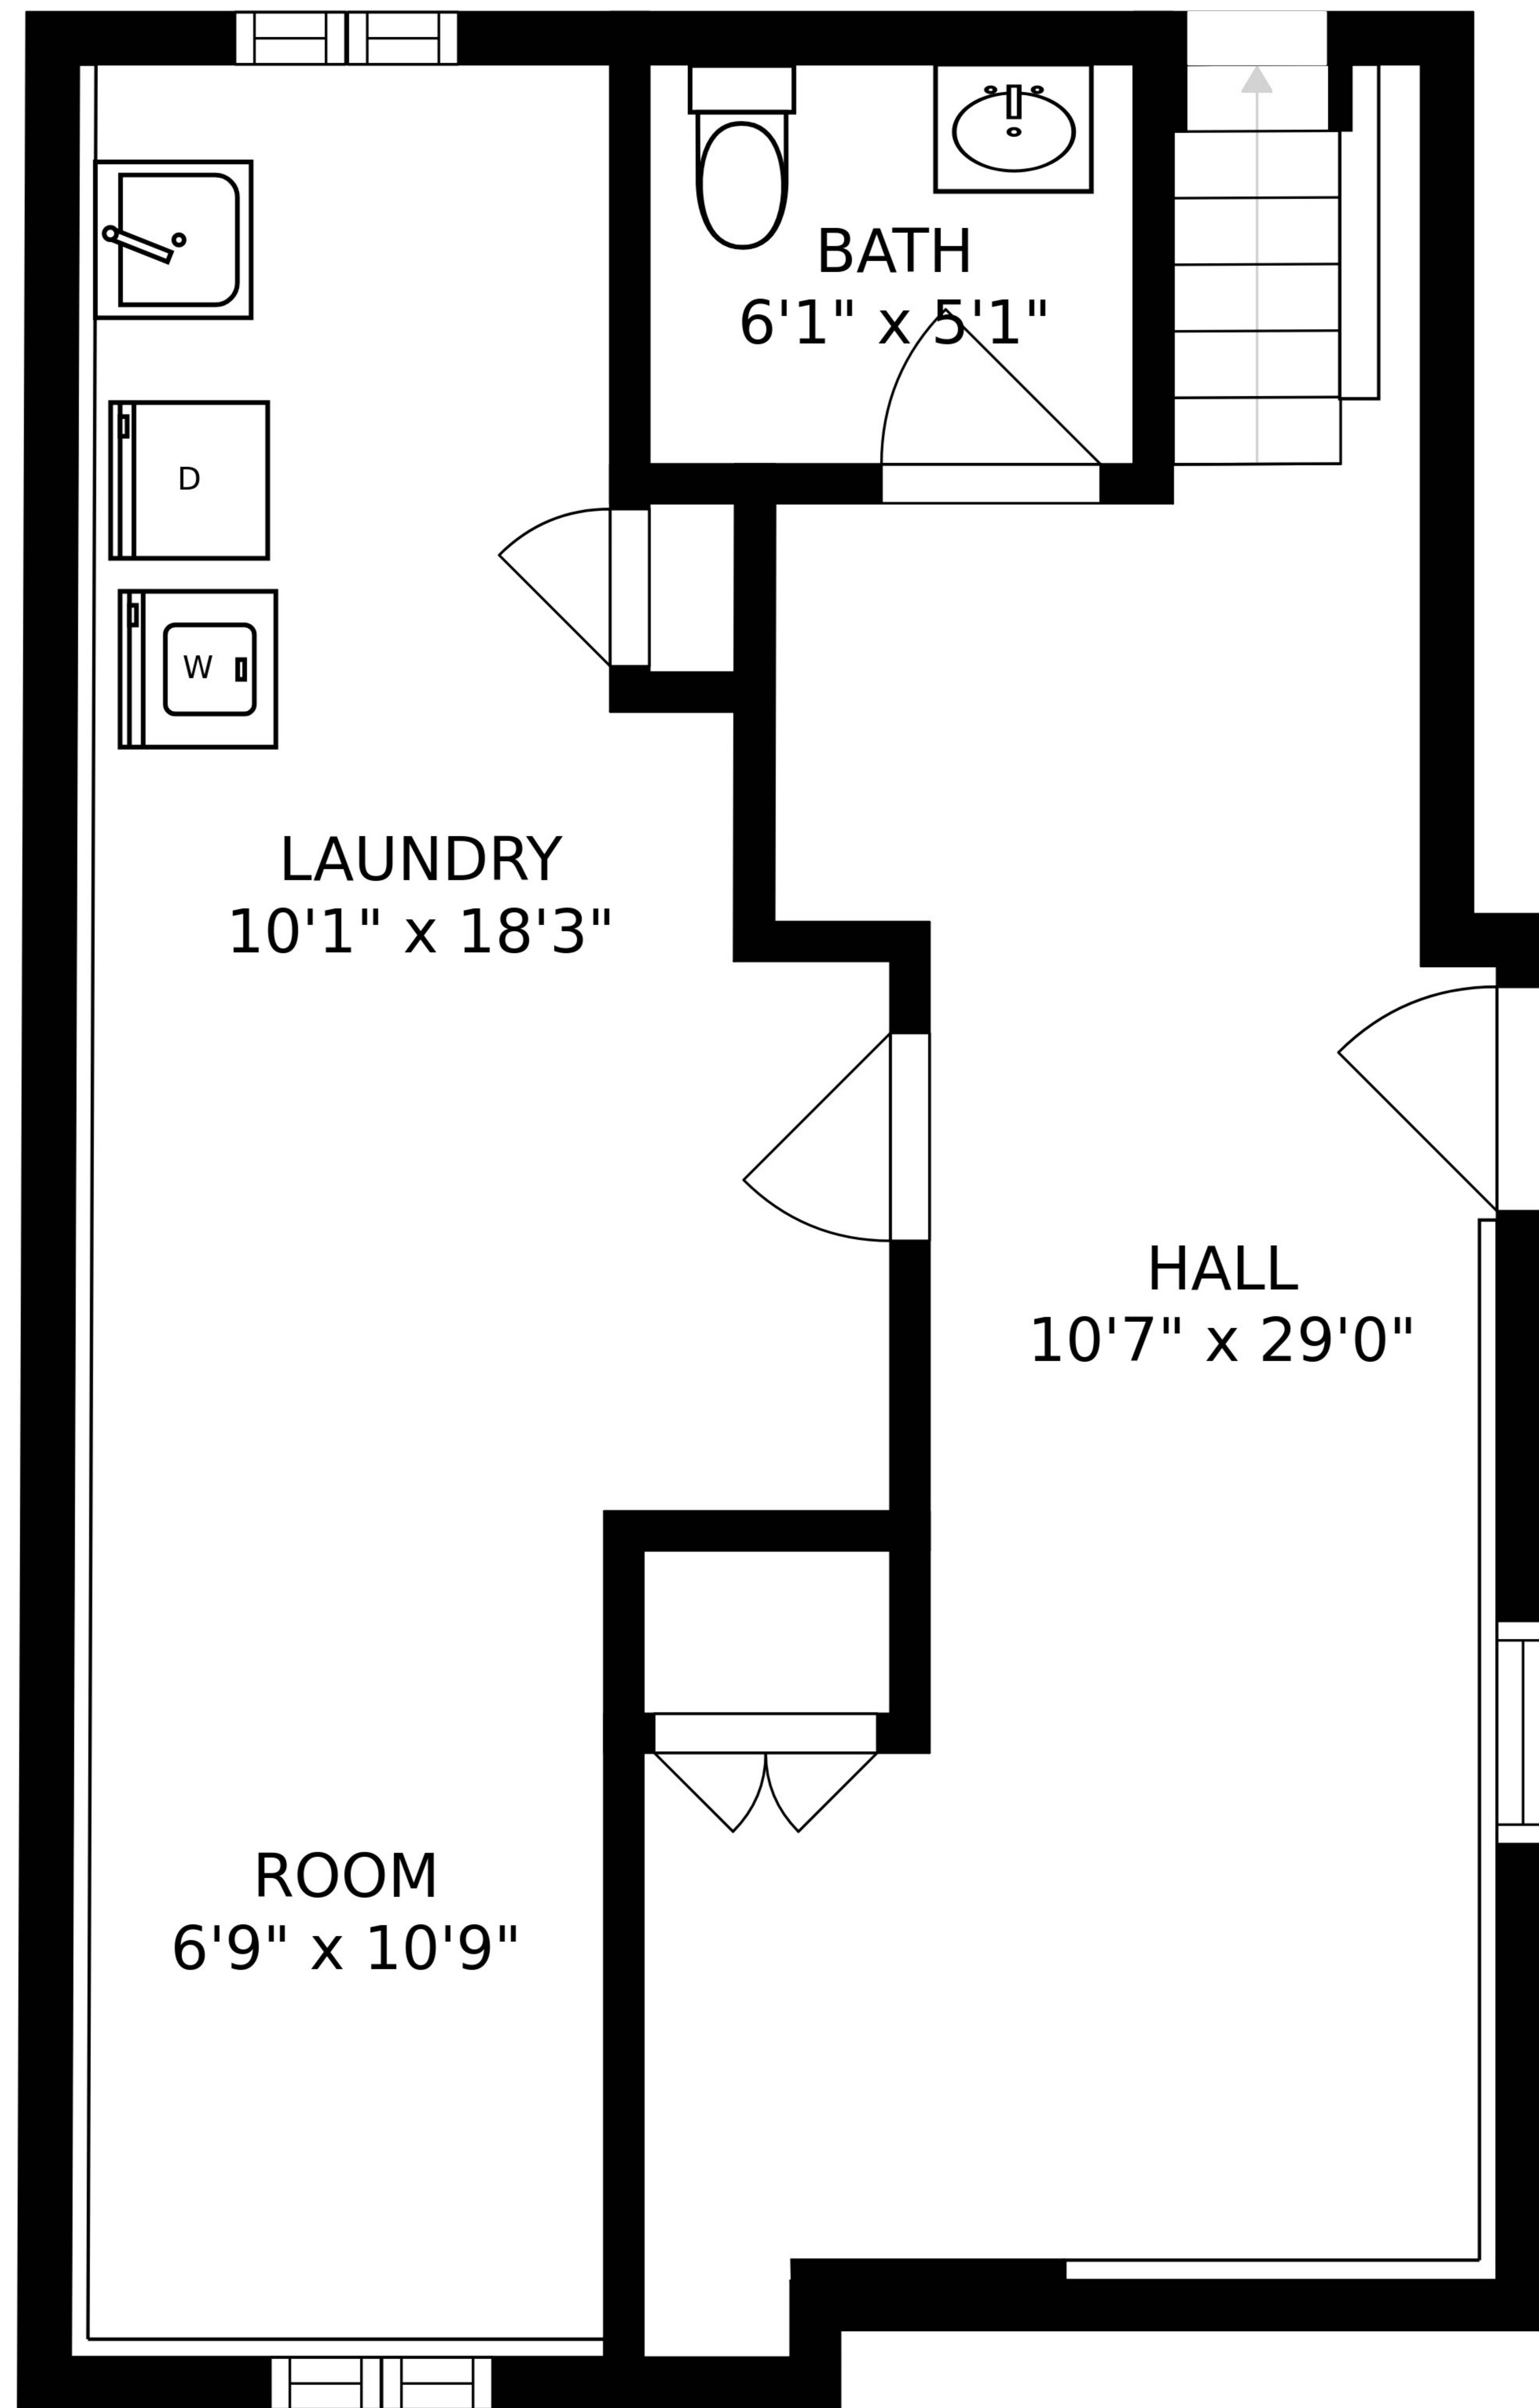 BATH
6'1" x 5'1"
D
W
LAUNDRY
10'1" x 18'3"
HALL
10'7" x 29'0"
ROOM
6'9" x 10'9"